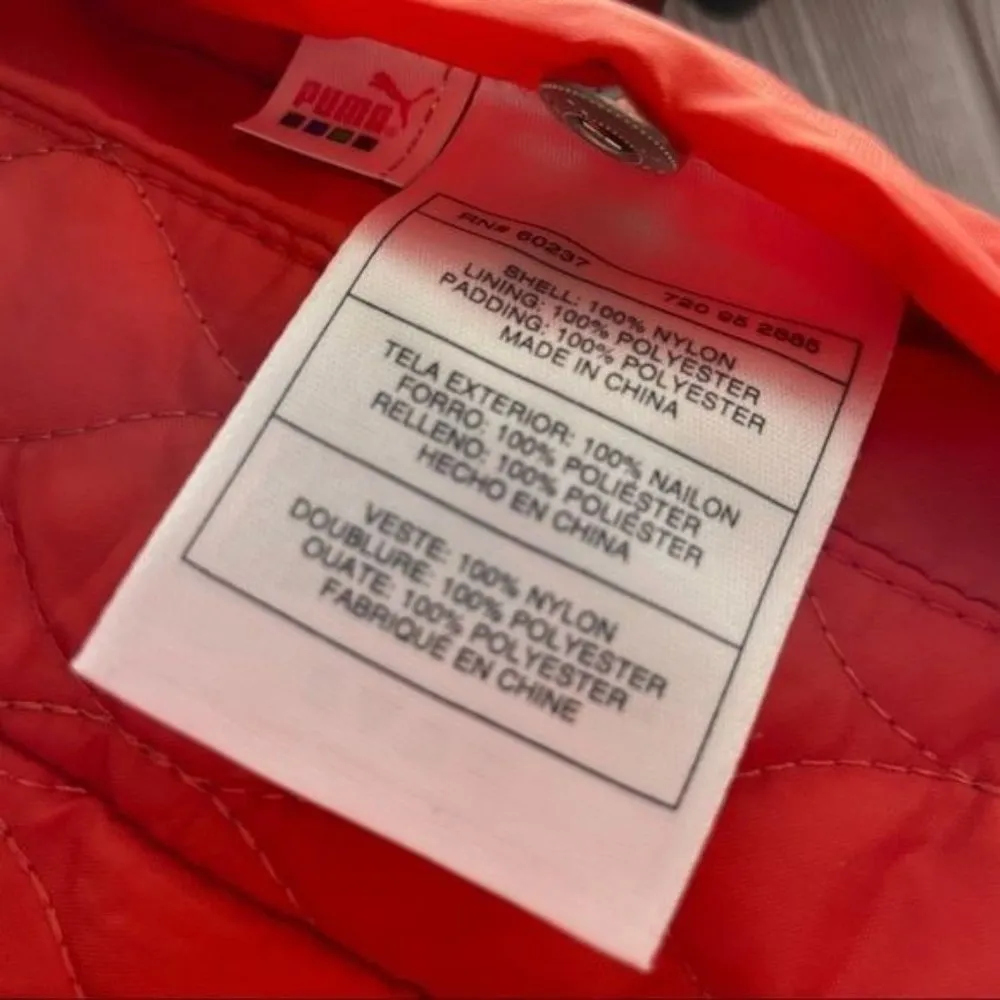 PUMA
RN# 60237
720 95 2885
SHELL: 100% NYLON
LINING: 100% POLYESTER
PADDING: 100% POLYESTER
MADE IN CHINA
TELA EXTERIOR: 100% NAILON
FORRO: 100% POLIÉSTER
RELLENO: 100% POLIÉSTER
HECHO EN CHINA
VESTE: 100% NYLON
DOUBLURE: 100% POLYESTER
OUATE: 100% POLYESTER
FABRIQUÉ EN CHINE